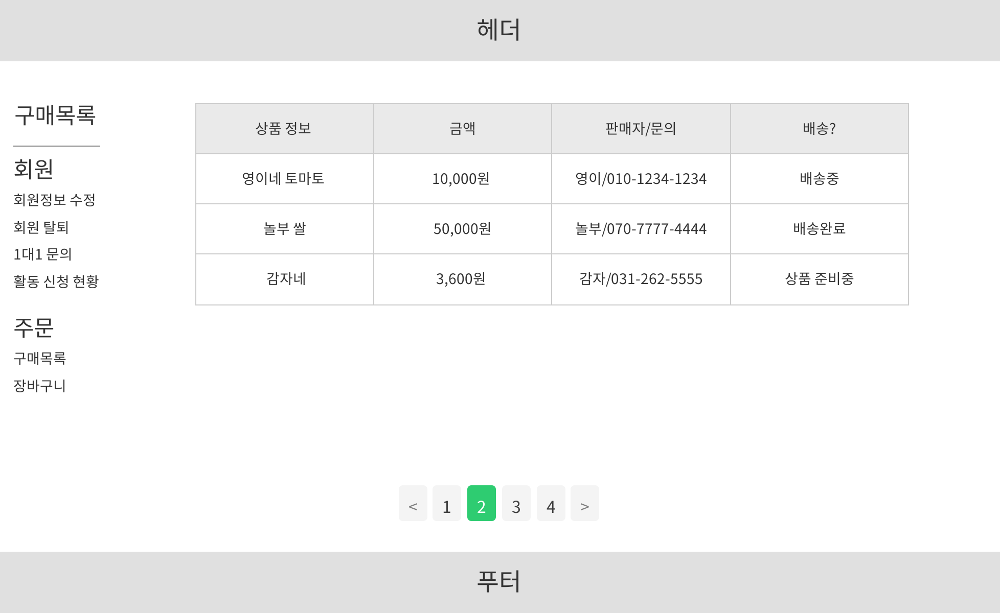 헤더
구매목록
회원
회원정보 수정
회원 탈퇴
1대1 문의
활동 신청 현황
주문
구매목록
장바구니
상품 정보 금액 판매자/문의 배송?
영이네 토마토 10,000원 영이/010-1234-1234 배송중
놀부 쌀 50,000원 놀부/070-7777-4444 배송완료
감자네 3,600원 감자/031-262-5555 상품 준비중
< 1 2 3 4 >
푸터